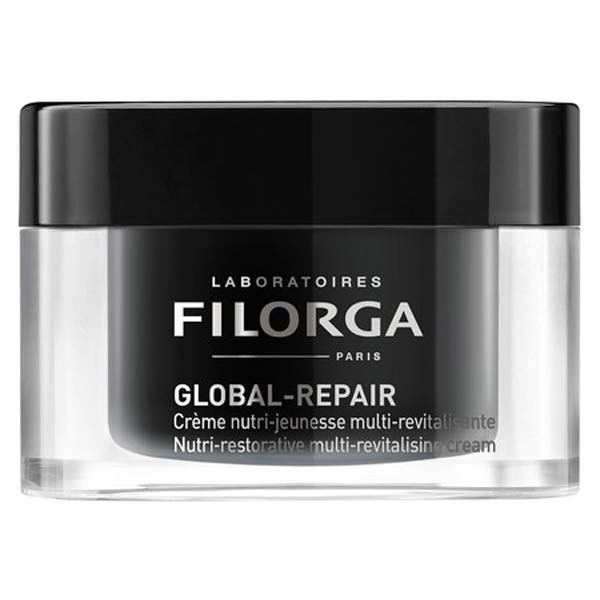 LABORATOIRES
FILORGA
PARIS
GLOBAL-REPAIR
Crème nutri-jeunesse multi-revitalisante
Nutri-restorative multi-revitalising cream